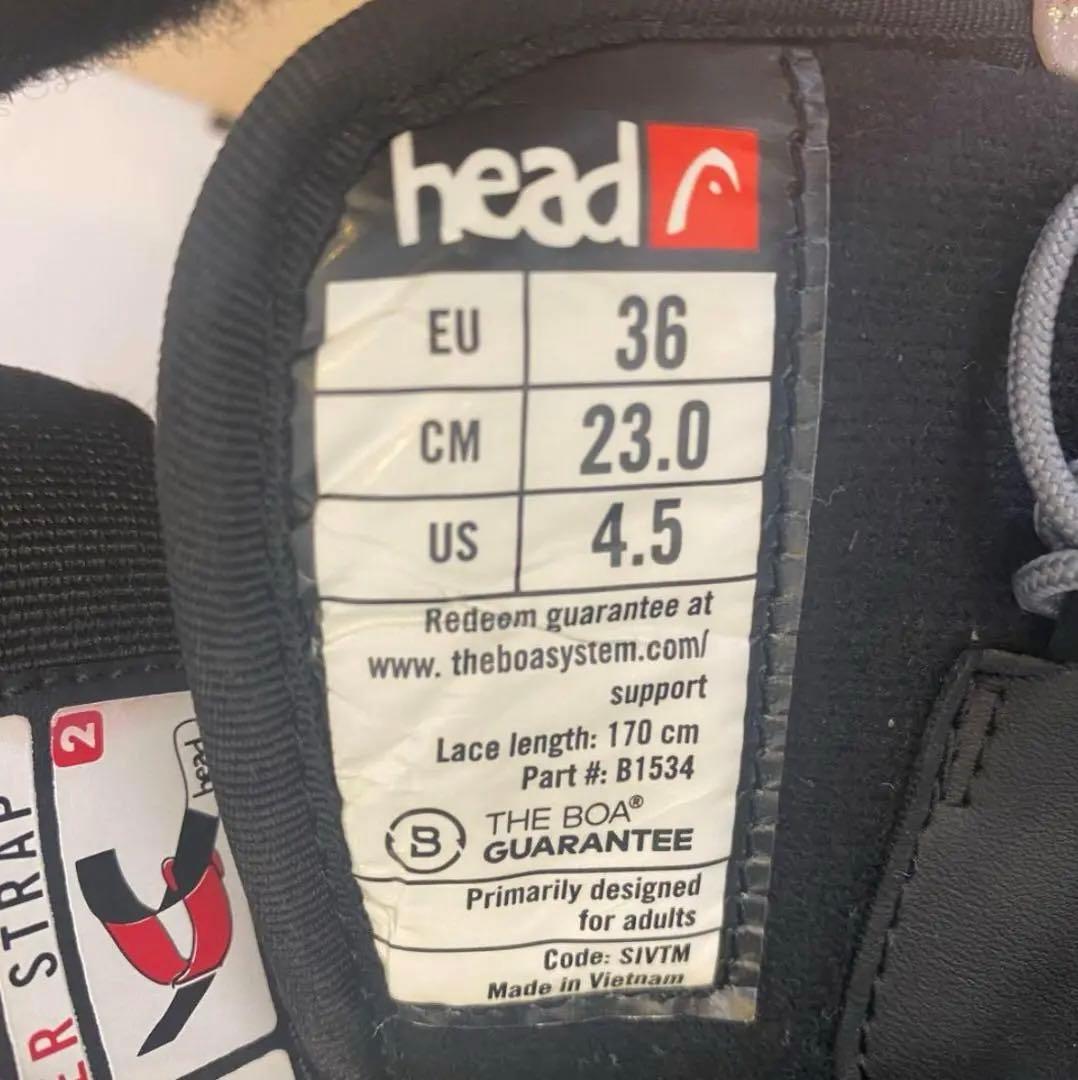 head
EU 36
CM 23.0
US 4.5
Redeem guarantee at
www. theboasystem.com/
support
Lace length: 170 cm
Part #: B1534
B THE BOA®
GUARANTEE
Primarily designed
for adults
Code: SIVTM
Made in Vietnam
2
head
STRAP
ER